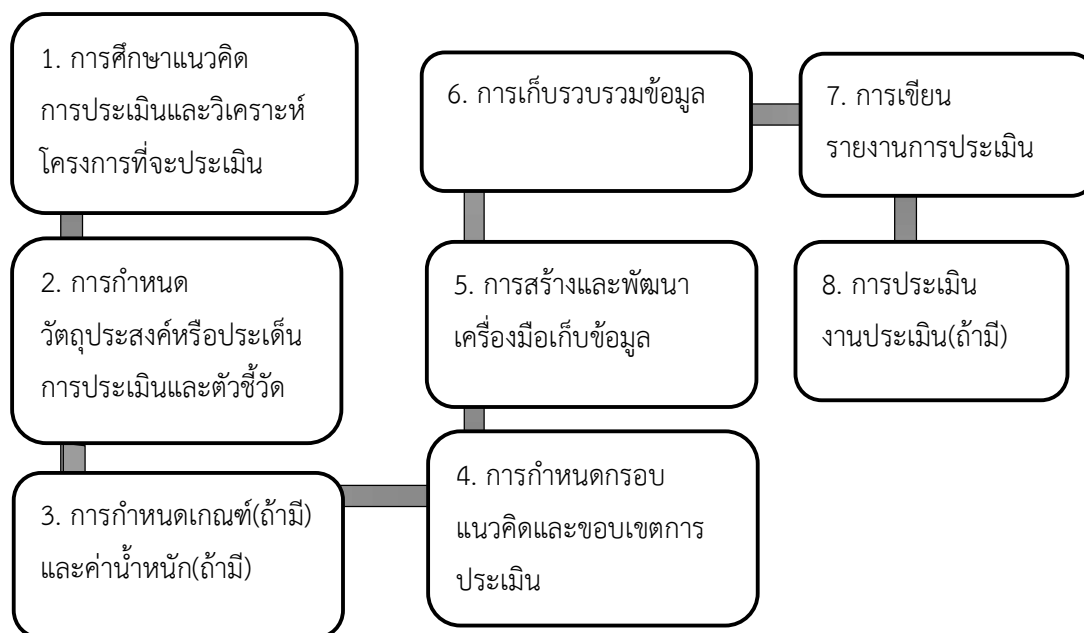 1. การศึกษาแนวคิด
การประเมินและวิเคราะห์
โครงการที่จะประเมิน
2. การกำหนด
วัตถุประสงค์หรือประเด็น
การประเมินและตัวชี้วัด
3. การกำหนดเกณฑ์(ถ้ามี)
และค่าน้ำหนัก(ถ้ามี)
4. การกำหนดกรอบ
แนวคิดและขอบเขตการ
ประเมิน
5. การสร้างและพัฒนา
เครื่องมือเก็บข้อมูล
6. การเก็บรวบรวมข้อมูล
7. การเขียน
รายงานการประเมิน
8. การประเมิน
งานประเมิน(ถ้ามี)